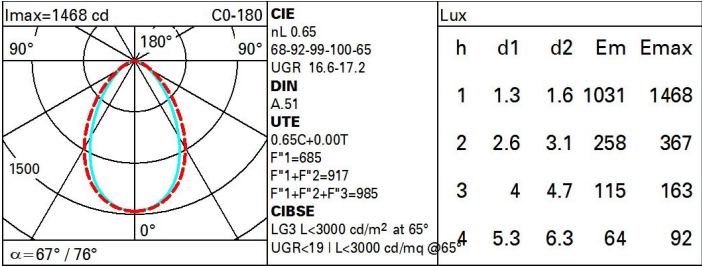 Imax=1468 cd C0-180
90° 180° 90°
1500
0°
α=67° / 76°
CIE
nL 0.65
68-92-99-100-65
UGR 16.6-17.2
DIN
A.51
UTE
0.65C+0.00T
F"1=685
F"1+F"2=917
F"1+F"2+F"3=985
CIBSE
LG3 L<3000 cd/m² at 65°
UGR<19 | L<3000 cd/mq @65°
Lux
h d1 d2 Em Emax
1 1.3 1.6 1031 1468
2 2.6 3.1 258 367
3 4 4.7 115 163
4 5.3 6.3 64 92